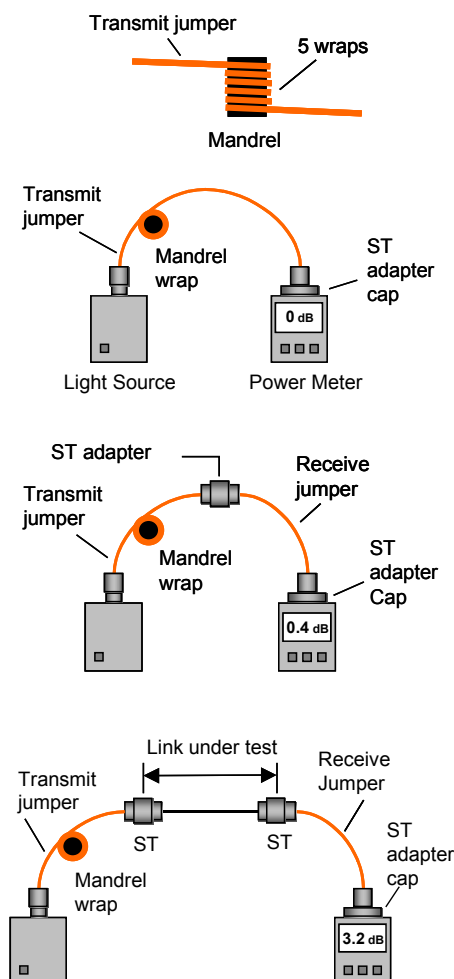 Transmit jumper
5 wraps
Mandrel
Transmit
jumper
Mandrel
wrap
ST
adapter
cap
0 dB
Light Source
Power Meter
ST adapter
Transmit
jumper
Receive
jumper
Mandrel
wrap
ST
adapter
Cap
0.4 dB
Link under test
Transmit
jumper
Receive
Jumper
ST
ST
Mandrel
wrap
ST
adapter
cap
3.2 dB